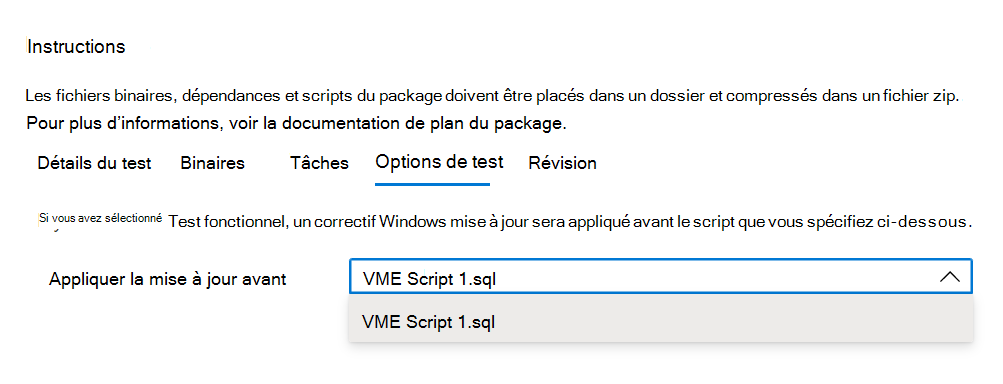 Instructions
Les fichiers binaires, dépendances et scripts du package doivent être placés dans un dossier et compressés dans un fichier zip.
Pour plus d’informations, voir la documentation de plan du package.
Détails du test Binaires Tâches Options de test Révision
Si vous avez sélectionné Test fonctionnel, un correctif Windows mise à jour sera appliqué avant le script que vous spécifiez ci-dessous.
Appliquer la mise à jour avant VME Script 1.sql
VME Script 1.sql